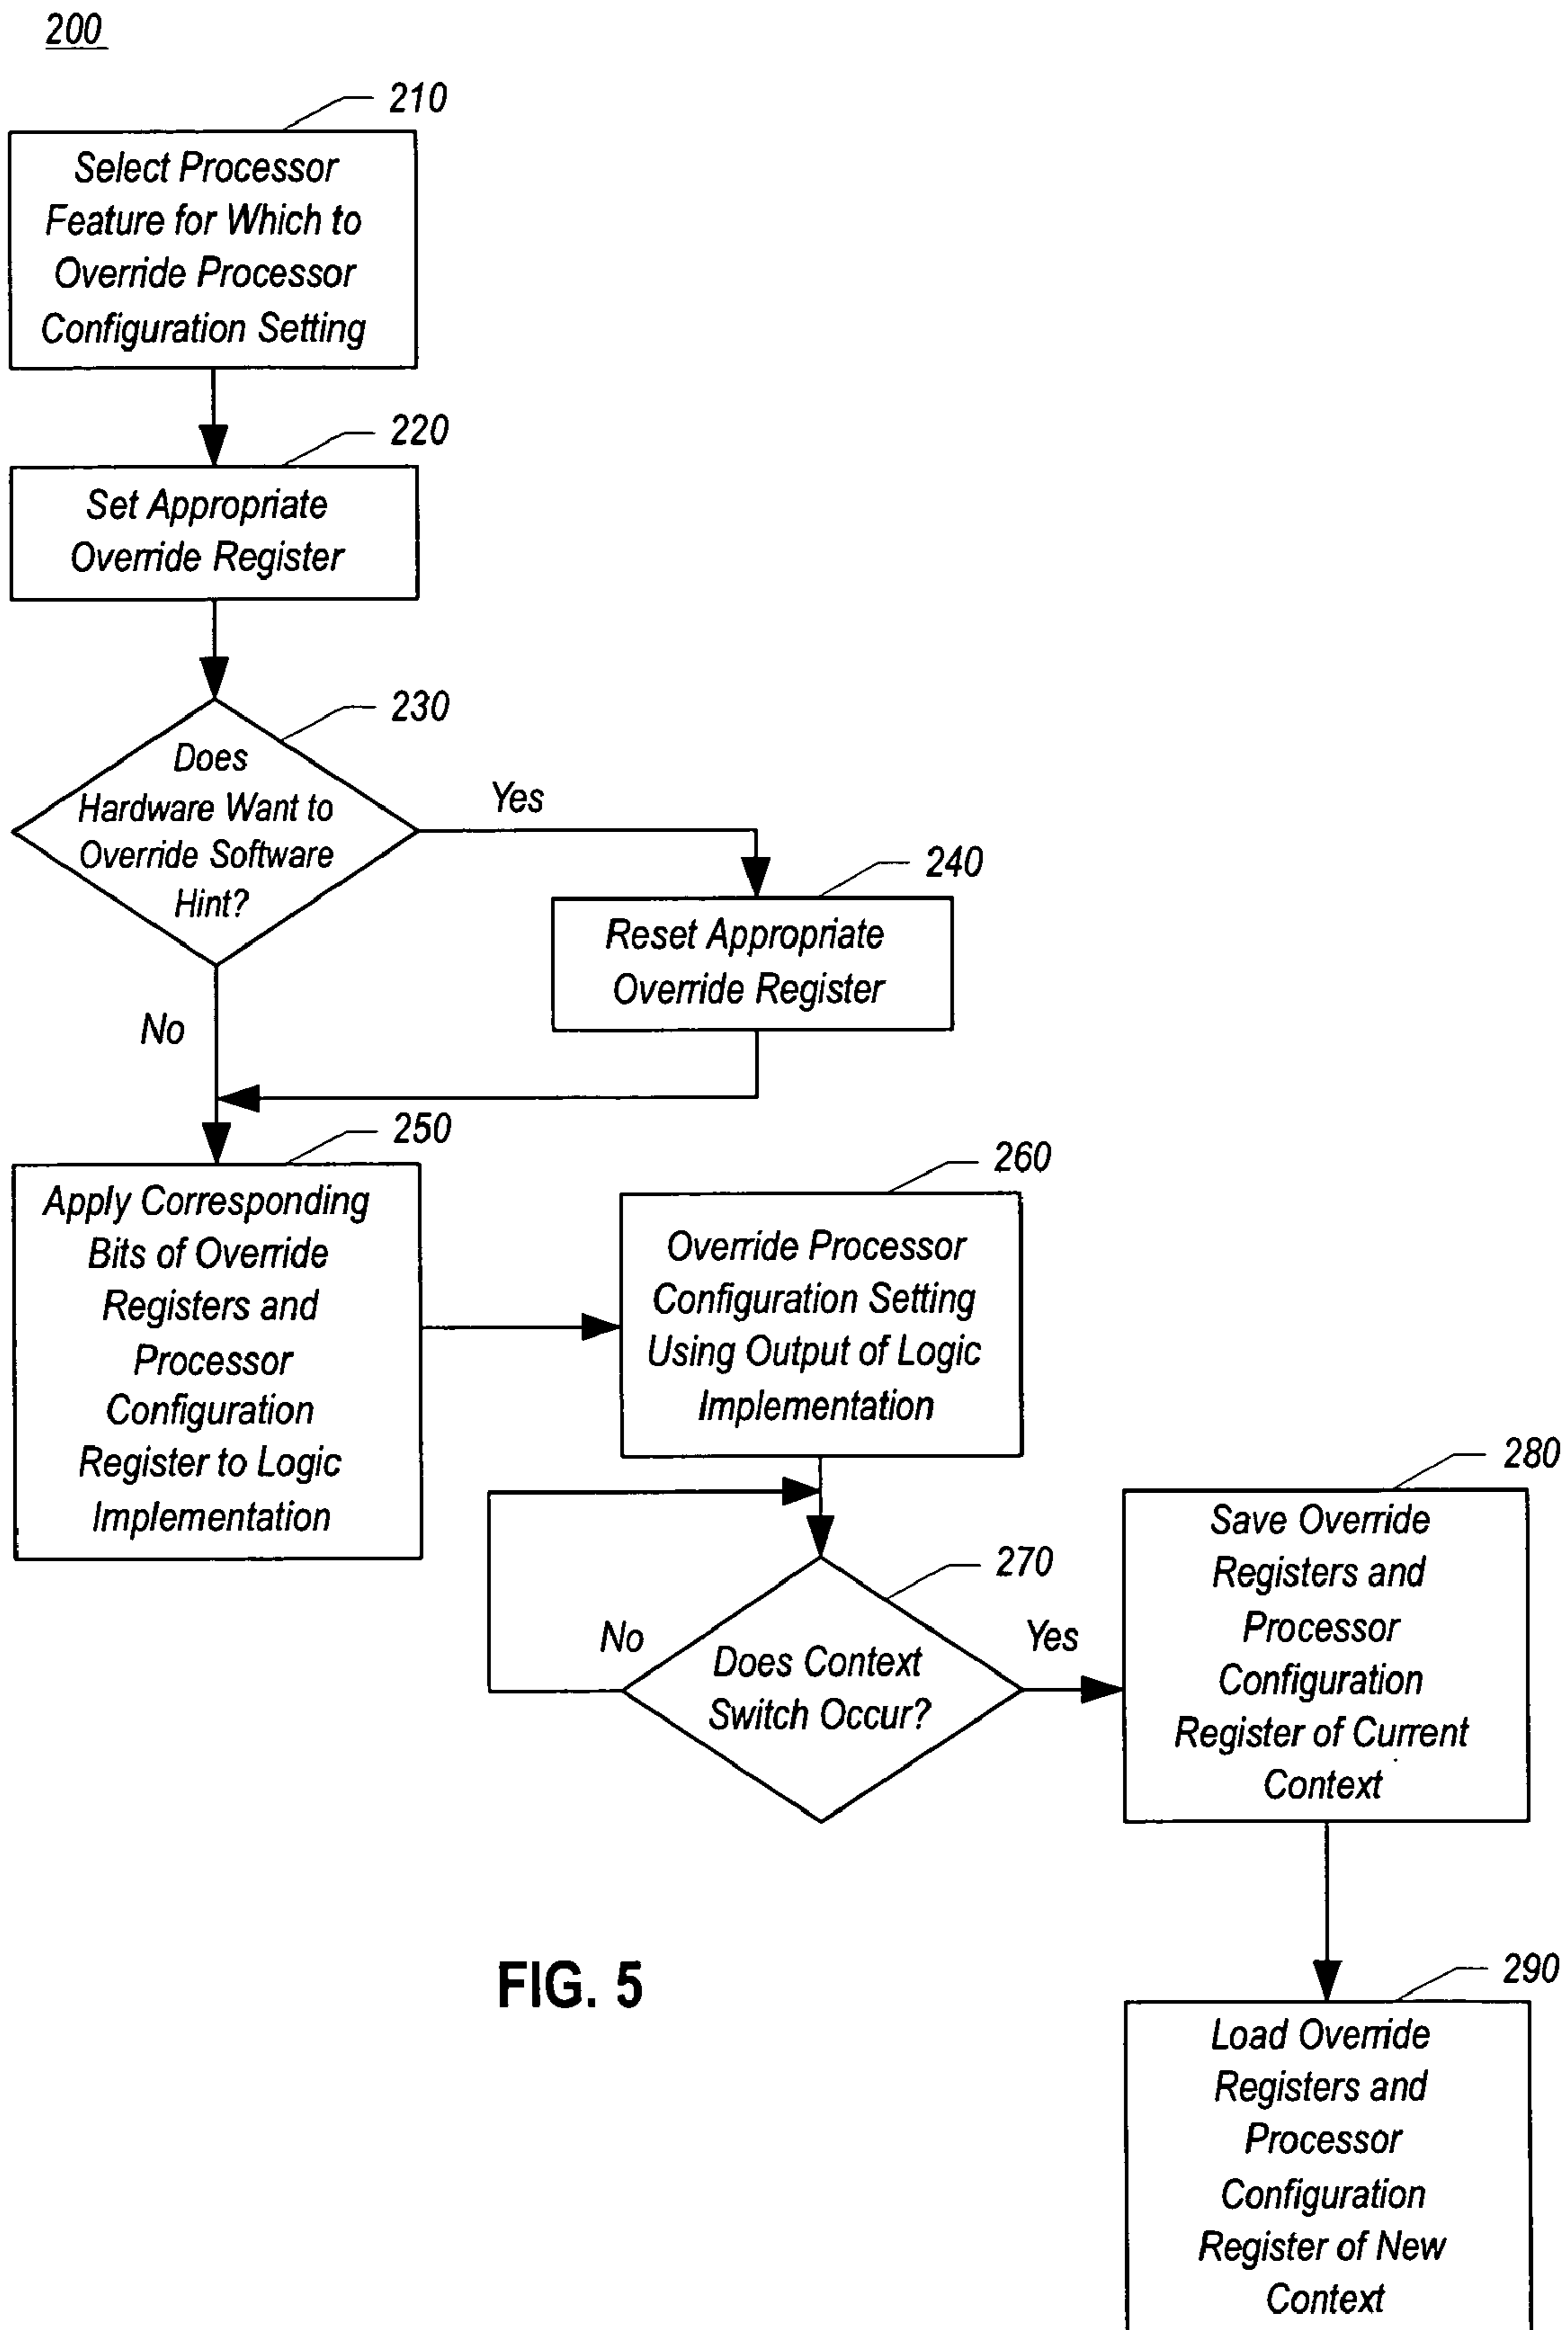 200
210
Select Processor
Feature for Which to
Override Processor
Configuration Setting
220
Set Appropriate
Override Register
230
Does
Hardware Want to
Override Software
Hint?
Yes
No
240
Reset Appropriate
Override Register
250
Apply Corresponding
Bits of Override
Registers and
Processor
Configuration
Register to Logic
Implementation
260
Override Processor
Configuration Setting
Using Output of Logic
Implementation
270
Does Context
Switch Occur?
No
Yes
280
Save Override
Registers and
Processor
Configuration
Register of Current
Context
290
Load Override
Registers and
Processor
Configuration
Register of New
Context
FIG. 5